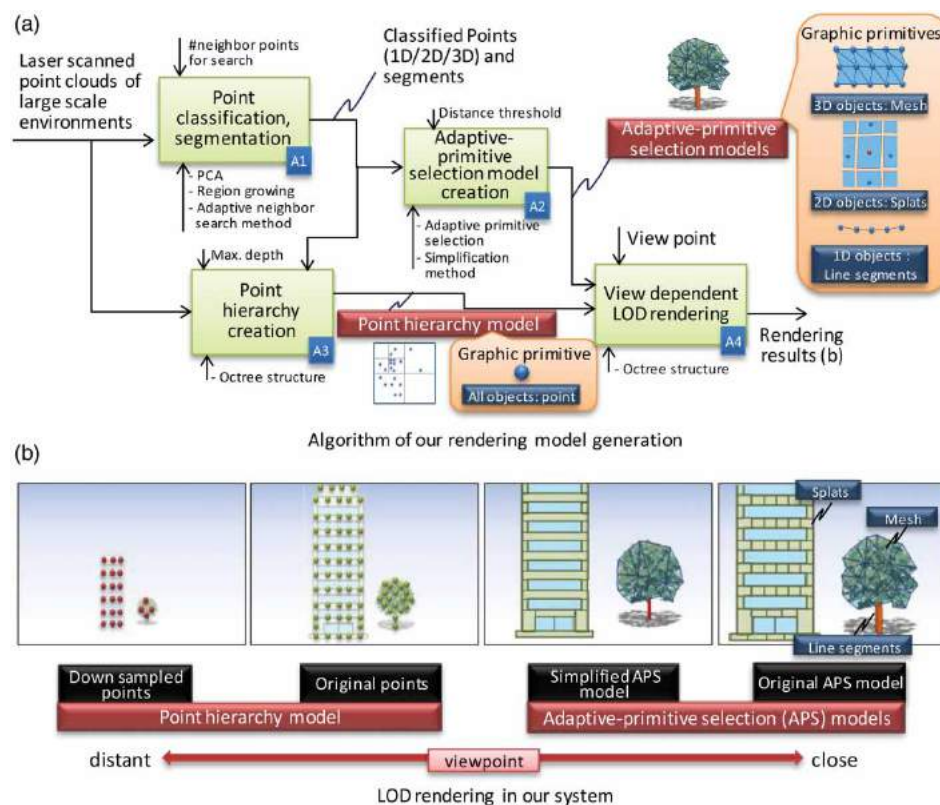 (a)
Laser scanned
point clouds of
large scale
environments
#neighbor points
for search
Point
classification,
segmentation
A1
- PCA
- Region growing
- Adaptive neighbor
search method
Classified Points
(1D/2D/3D) and
segments
Distance threshold
Adaptive-
primitive
selection model
creation
A2
- Adaptive primitive
selection
- Simplification
method
Adaptive-primitive
selection models
Graphic primitives
3D objects: Mesh
2D objects: Splats
1D objects :
Line segments
Max. depth
Point
hierarchy
creation
A3
- Octree structure
Point hierarchy model
Graphic primitive
All objects: point
View point
View dependent
LOD rendering
A4
- Octree structure
Rendering
results (b)
Algorithm of our rendering model generation
(b)
Splats
Mesh
Line segments
Down sampled
points
Original points
Simplified APS
model
Original APS model
Point hierarchy model
Adaptive-primitive selection (APS) models
distant
viewpoint
close
LOD rendering in our system